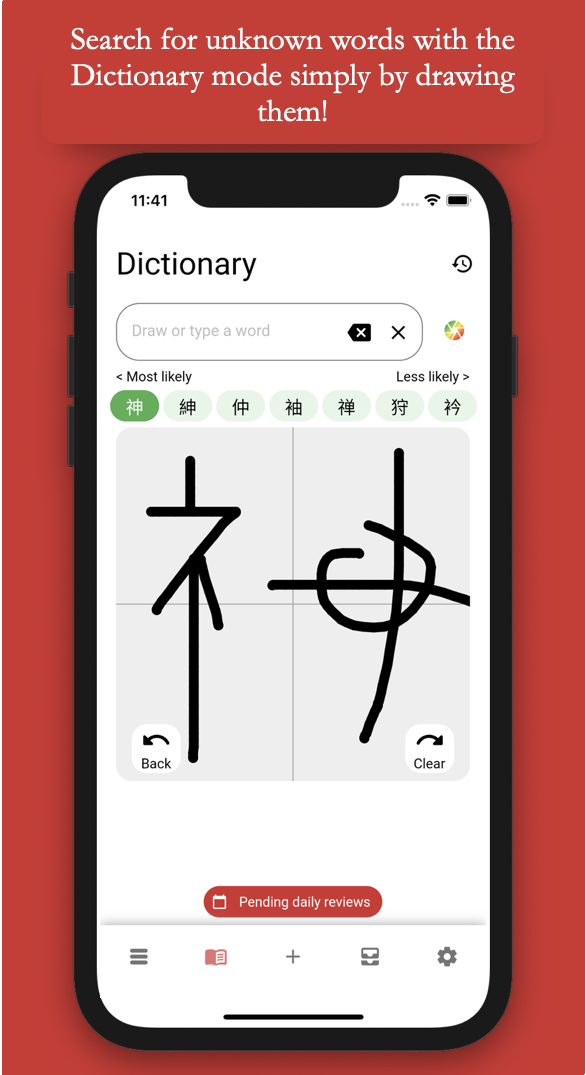 Search for unknown words with the
Dictionary mode simply by drawing
them!
11:41
Dictionary
Draw or type a word
< Most likely Less likely >
神 紳 仲 袖 禅 狩 衿
Back Clear
Pending daily reviews